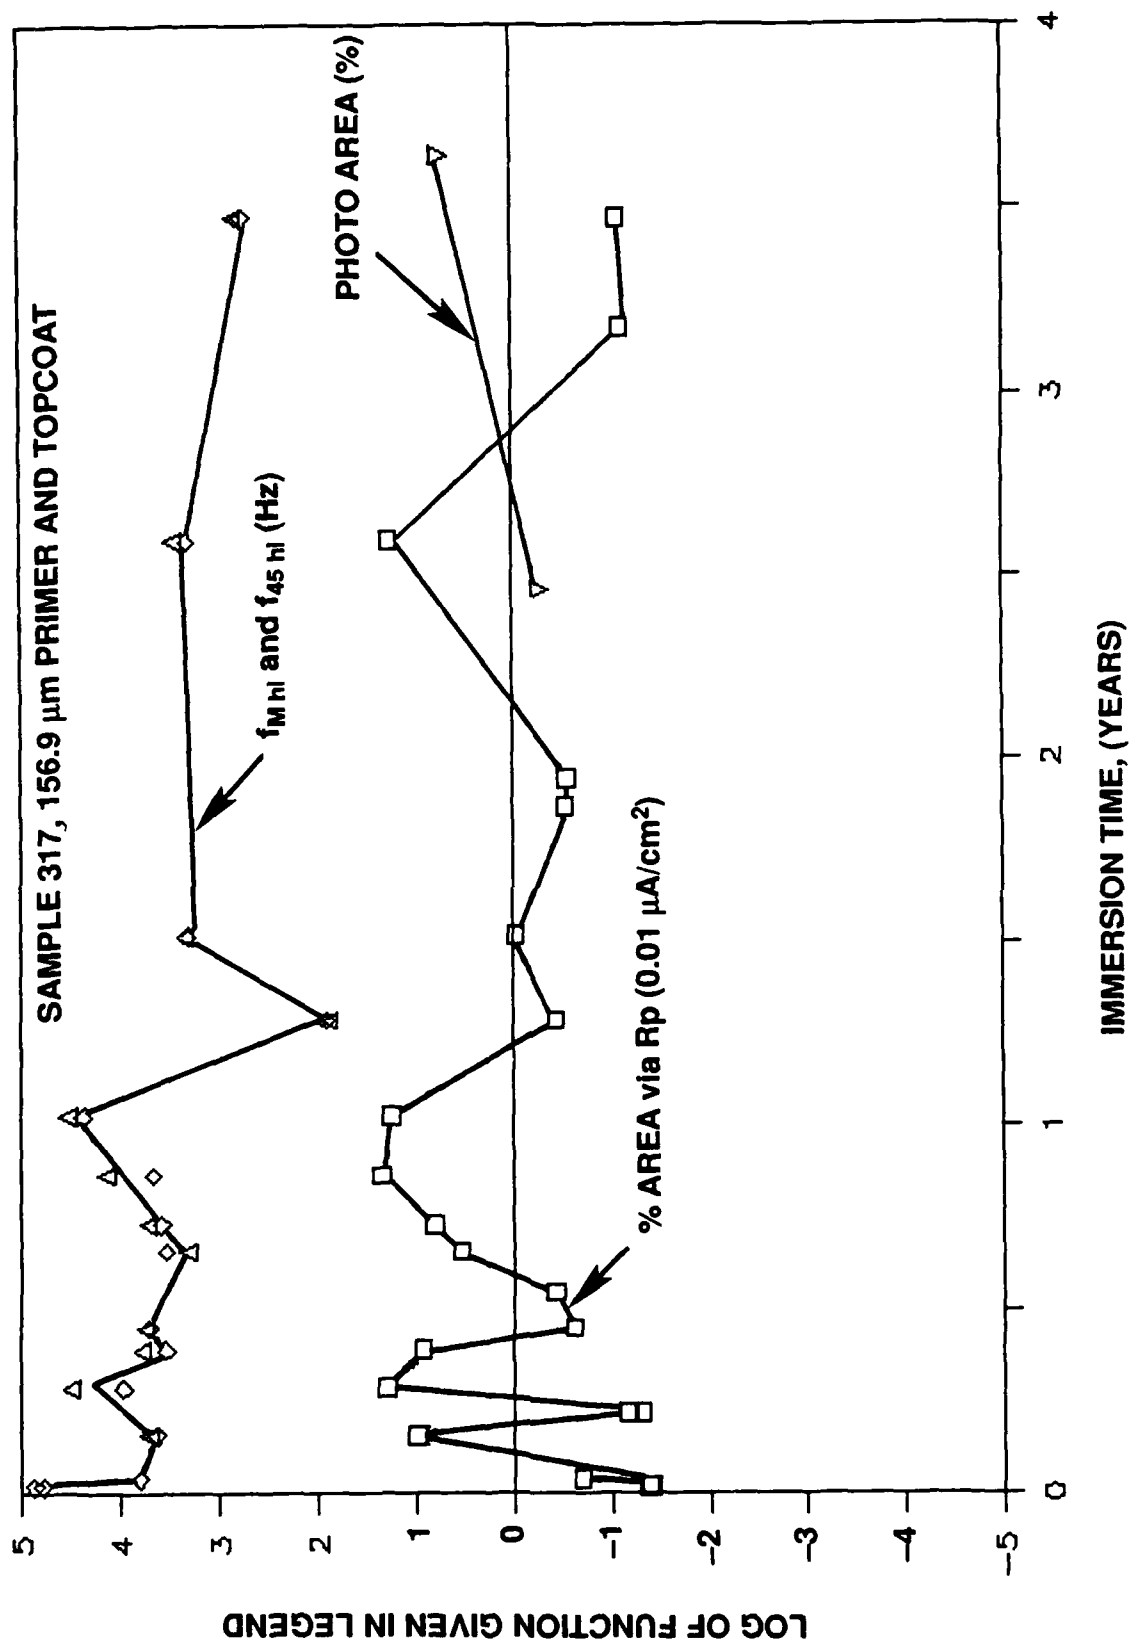 SAMPLE 317, 156.9 μm PRIMER AND TOPCOAT
f_M hl and f_45 hl (Hz)
PHOTO AREA (%)
% AREA via Rp (0.01 μA/cm²)
LOG OF FUNCTION GIVEN IN LEGEND
5
4
3
2
1
0
-1
-2
-3
-4
-5
0
1
2
3
4
IMMERSION TIME, (YEARS)